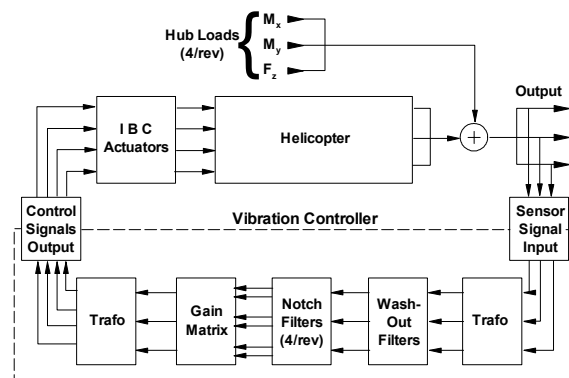 Hub Loads
(4/rev)
Mx
My
Fz
Output
I B C
Actuators
Helicopter
+
Control
Signals
Output
Vibration Controller
Sensor
Signal
Input
Trafo
Gain
Matrix
Notch
Filters
(4/rev)
Wash-
Out
Filters
Trafo